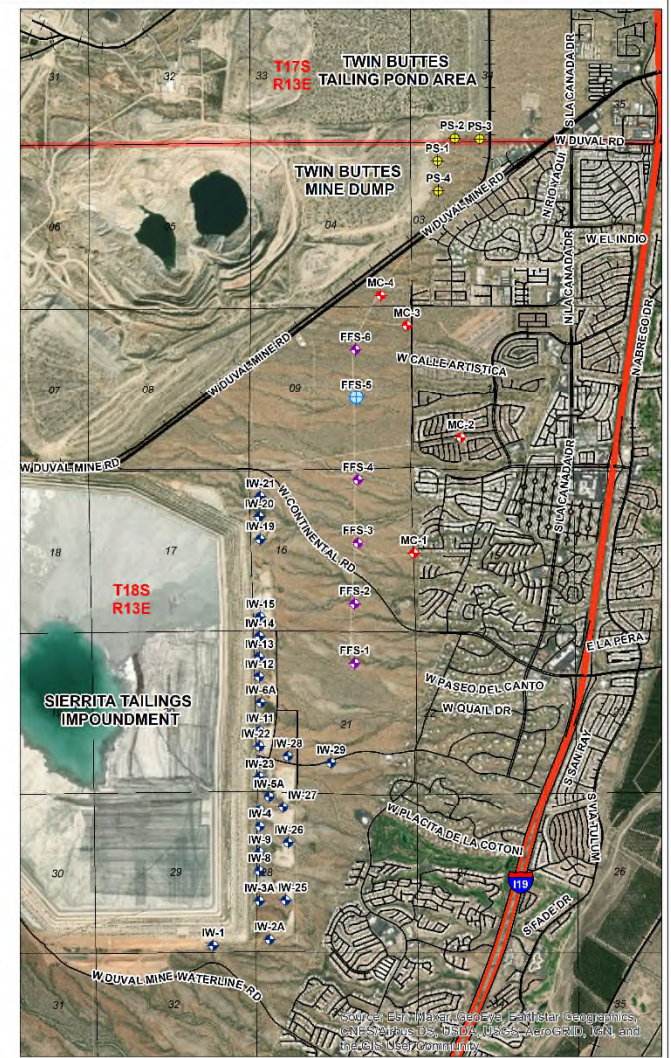 31
32
33
T17S
R13E
TWIN BUTTES
TAILING POND AREA
34
S LA CANADA DR
35
PS-2
PS-3
W DUVAL RD
PS-1
TWIN BUTTES
MINE DUMP
PS-4
N RIO YAQUI
W DUVAL MINE RD
05
04
03
W EL INDIO
N LA CANADA DR
MC-4
MC-3
N ABREGO DR
FFS-6
W CALLE ARTISTICA
W DUVAL MINE RD
07
08
09
FFS-5
MC-2
W DUVAL MINE RD
FFS-4
S LA CANADA DR
IW-21
IW-20
IW-19
W CONTINENTAL RD
18
17
16
FFS-3
MC-1
T18S
R13E
FFS-2
IW-15
IW-14
IW-13
IW-12
FFS-1
E LA PERA
W PASEO DEL CANTO
SIERRITA TAILINGS
IMPOUNDMENT
IW-6A
W QUAIL DR
22
IW-11
21
IW-22
IW-28
IW-29
S SAN RAY
IW-23
IW-5A
IW-27
IW-4
W PLACITA DE LA COTONI
S VIA TULUM
IW-9
IW-26
IW-8
30
29
28
26
I19
IW-3A
IW-25
S FADE DR
IW-1
IW-2A
W DUVAL MINE WATERLINE RD
31
32
34
Source: Esri, Maxar, GeoEye, Earthstar Geographics,
CNES/Airbus DS, USDA, USGS, AeroGRID, IGN, and
the GIS User Community